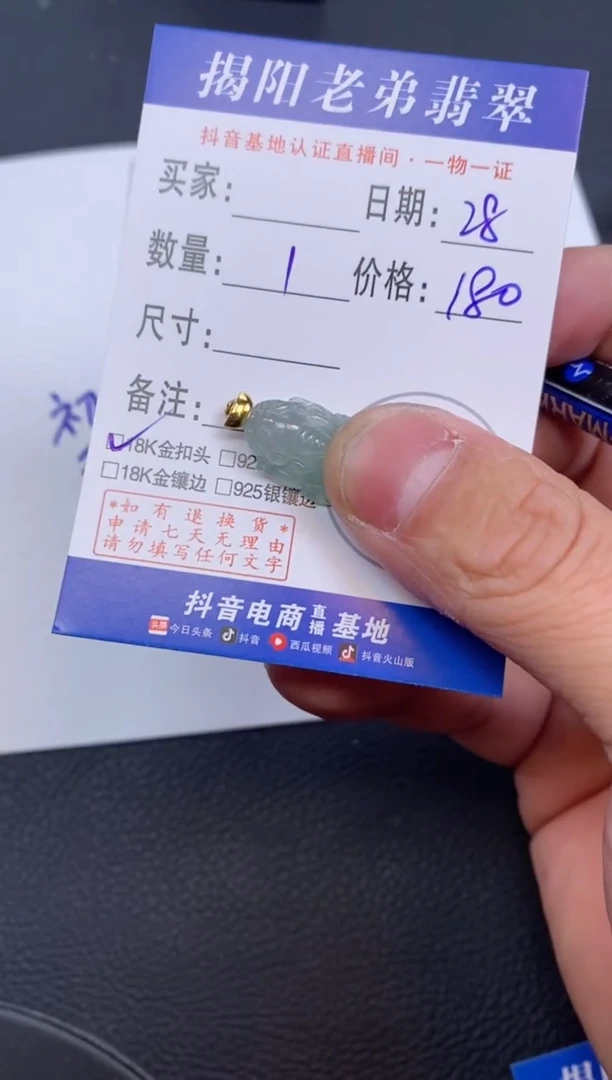 揭阳老弟翡翠
抖音基地认证直播间·一物一证
买家: 日期: 28
数量: 1 价格: 180
尺寸:
备注:
18K金扣头 92
18K金镶边 925银镶边
*如有退换货*
申请七天无理由
请勿填写任何文字
抖音电商直播基地
头条 今日头条 抖音 西瓜视频 抖音火山版